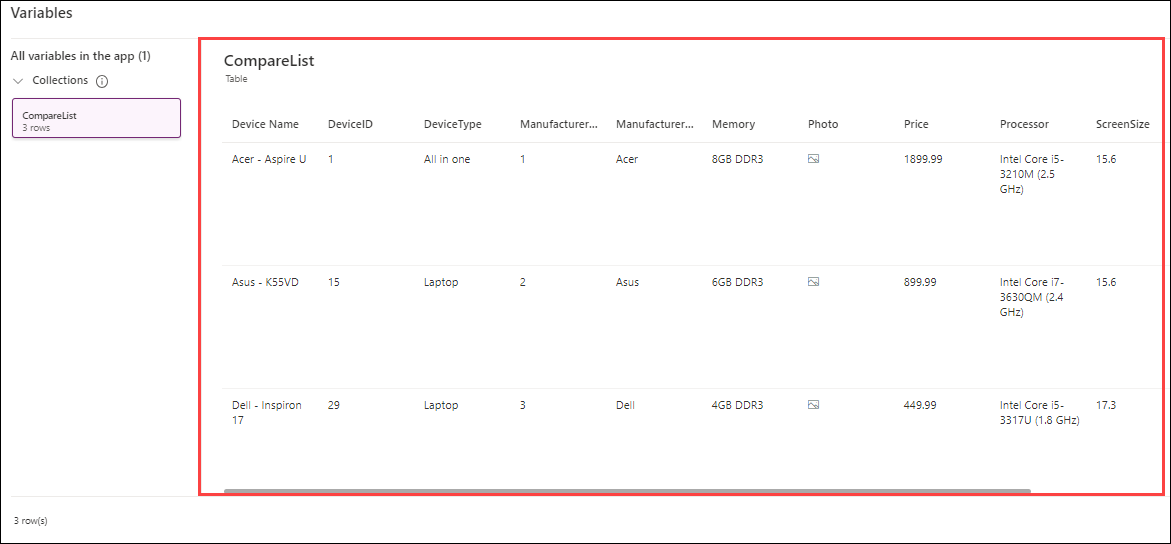 Variables
All variables in the app (1)
Collections
CompareList
3 rows
CompareList
Table
Device Name DeviceID DeviceType Manufacturer... Manufacturer... Memory Photo Price Processor ScreenSize
Acer - Aspire U 1 All in one 1 Acer 8GB DDR3 1899.99 Intel Core i5-
3210M (2.5
GHz) 15.6
Asus - K55VD 15 Laptop 2 Asus 6GB DDR3 899.99 Intel Core i7-
3630QM (2.4
GHz) 15.6
Dell - Inspiron
17 29 Laptop 3 Dell 4GB DDR3 449.99 Intel Core i5-
3317U (1.8 GHz) 17.3
3 row(s)